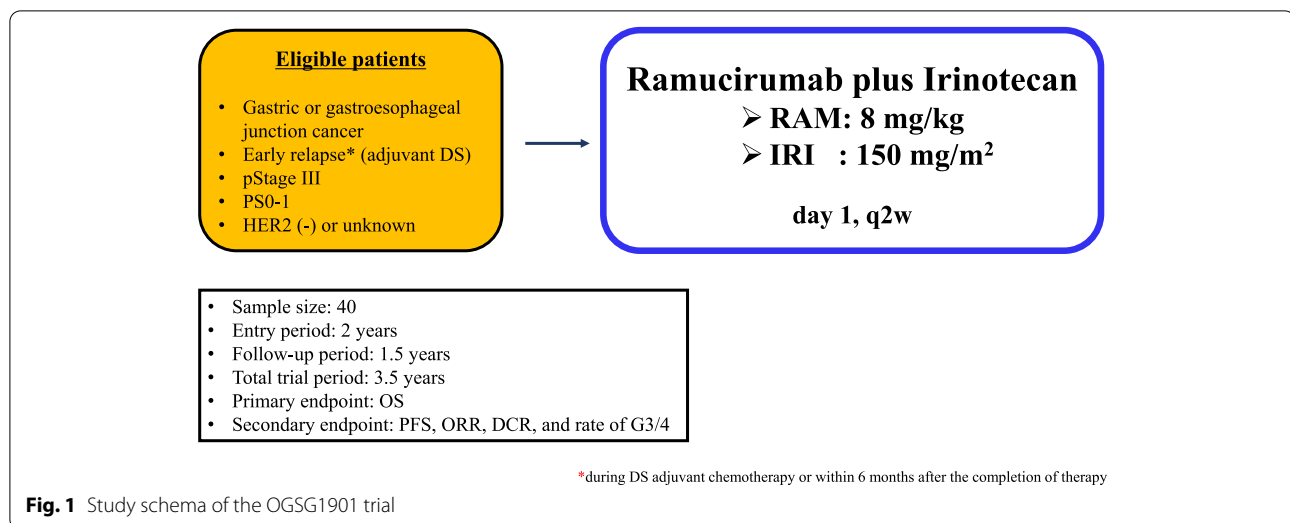 Eligible patients
• Gastric or gastroesophageal
junction cancer
• Early relapse* (adjuvant DS)
• pStage III
• PS0-1
• HER2 (-) or unknown
Ramucirumab plus Irinotecan
➢ RAM: 8 mg/kg
➢ IRI : 150 mg/m²
day 1, q2w
• Sample size: 40
• Entry period: 2 years
• Follow-up period: 1.5 years
• Total trial period: 3.5 years
• Primary endpoint: OS
• Secondary endpoint: PFS, ORR, DCR, and rate of G3/4
*during DS adjuvant chemotherapy or within 6 months after the completion of therapy
Fig. 1 Study schema of the OGSG1901 trial